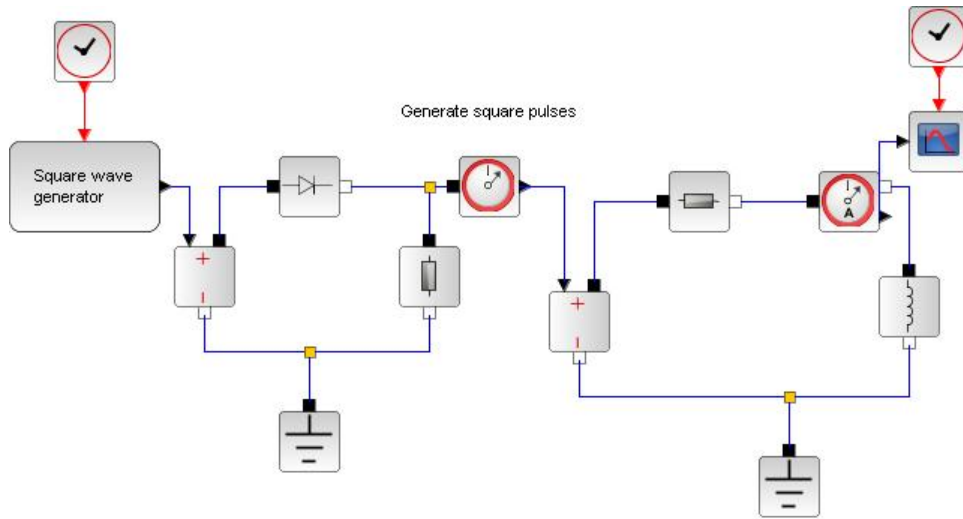 Generate square pulses
Square wave
generator
+
I
I
+
I
A
I